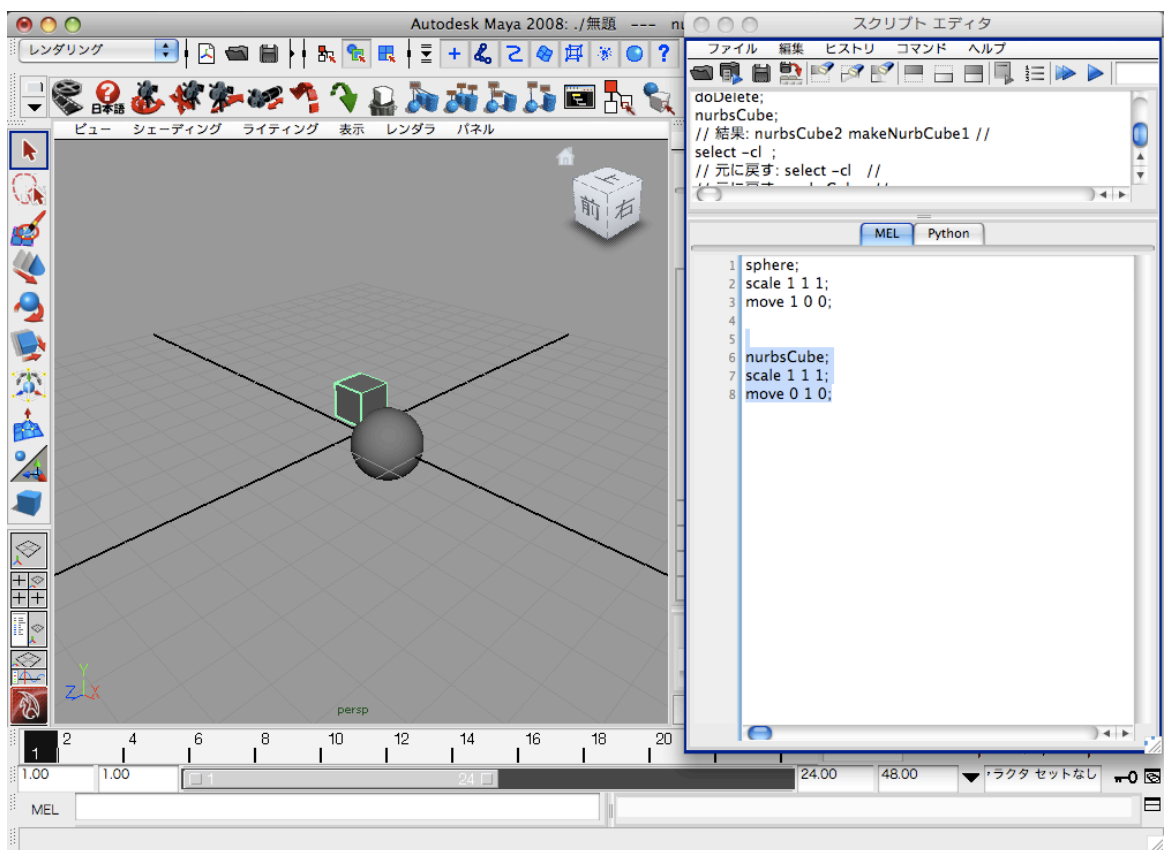 Autodesk Maya 2008: ./無題 ---
スクリプト エディタ
レンダリング
ファイル 編集 ヒストリ コマンド ヘルプ
日本語
ビュー シェーディング ライティング 表示 レンダラ パネル
上
前
右
doDelete;
nurbsCube;
// 結果: nurbsCube2 makeNurbCube1 //
select -cl ;
// 元に戻す: select -cl //
MEL Python
1 sphere;
2 scale 1 1 1;
3 move 1 0 0;
4
5
6 nurbsCube;
7 scale 1 1 1;
8 move 0 1 0;
Y
Z X
persp
1 2 4 6 8 10 12 14 16 18 20
1.00 1.00 1 24 24.00 48.00 ラクタ セットなし
MEL